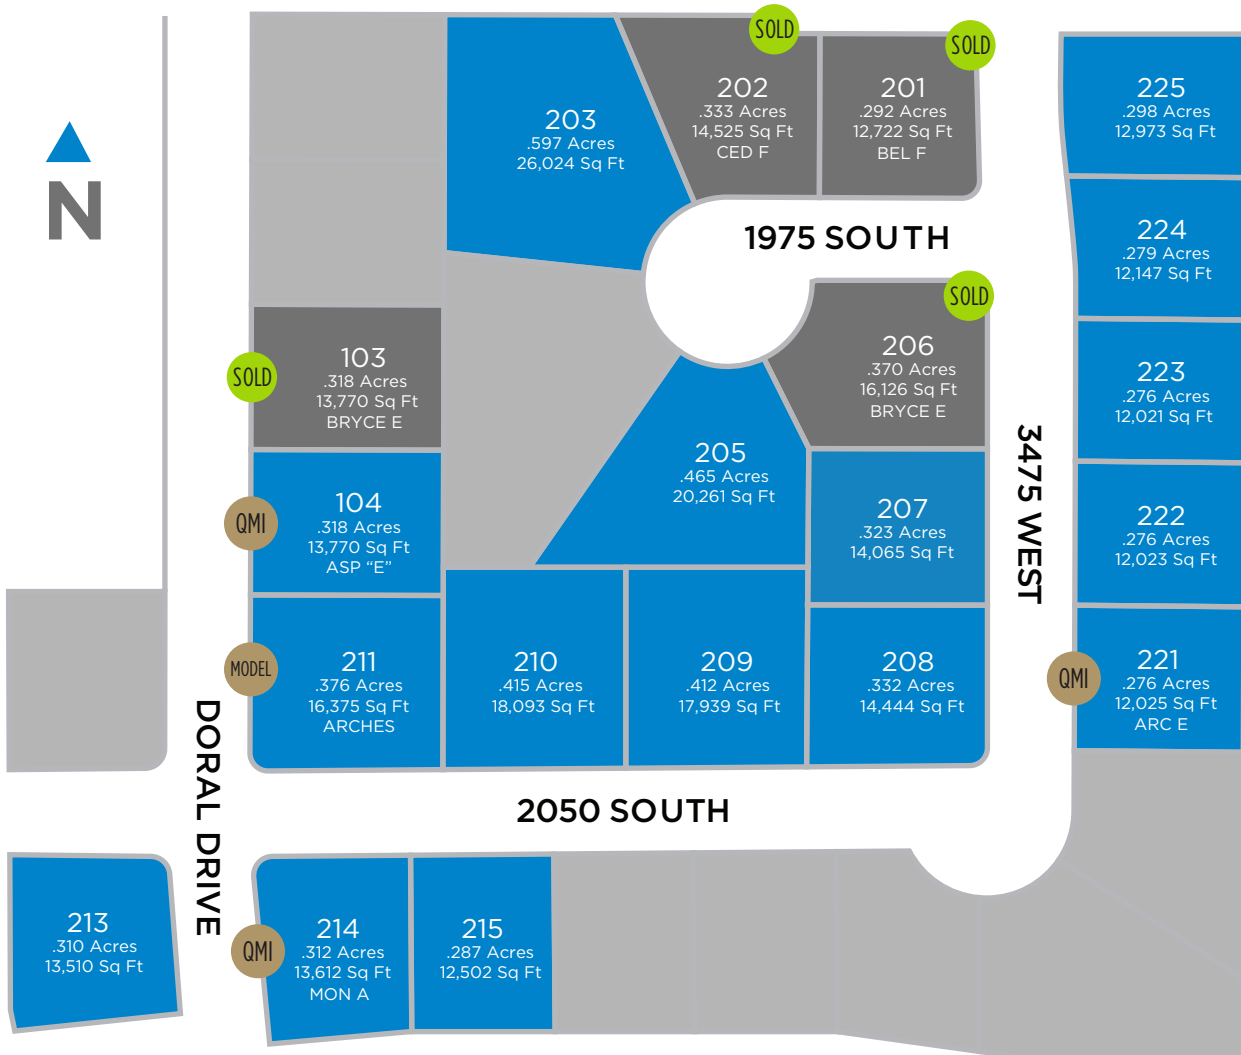 N
SOLD
202
.333 Acres
14,525 Sq Ft
CED F
SOLD
201
.292 Acres
12,722 Sq Ft
BEL F
203
.597 Acres
26,024 Sq Ft
225
.298 Acres
12,973 Sq Ft
1975 SOUTH
224
.279 Acres
12,147 Sq Ft
SOLD
103
.318 Acres
13,770 Sq Ft
BRYCE E
SOLD
206
.370 Acres
16,126 Sq Ft
BRYCE E
223
.276 Acres
12,021 Sq Ft
205
.465 Acres
20,261 Sq Ft
3475 WEST
QMI
104
.318 Acres
13,770 Sq Ft
ASP “E”
207
.323 Acres
14,065 Sq Ft
222
.276 Acres
12,023 Sq Ft
MODEL
211
.376 Acres
16,375 Sq Ft
ARCHES
210
.415 Acres
18,093 Sq Ft
209
.412 Acres
17,939 Sq Ft
208
.332 Acres
14,444 Sq Ft
QMI
221
.276 Acres
12,025 Sq Ft
ARC E
DORAL DRIVE
2050 SOUTH
213
.310 Acres
13,510 Sq Ft
QMI
214
.312 Acres
13,612 Sq Ft
MON A
215
.287 Acres
12,502 Sq Ft